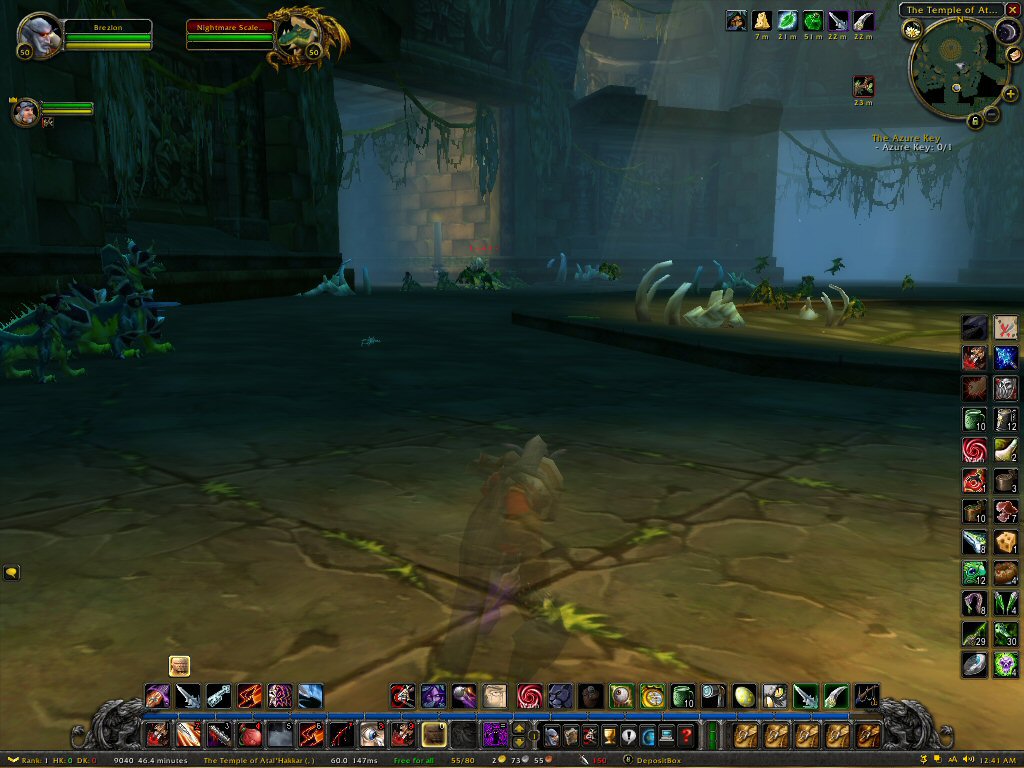 Brezlon
50
Nightmare Scale...
50
7 m 21 m 51 m 22 m 22 m
23 m
The Temple of At...
N
The Azure Key
- Azure Key: 0/1
10
12
2
1
3
10
7
8
1
12
4
8
4
29
30
4
10
Rank: 1 HK: 0 DK: 0
9040 46.4 minutes
The Temple of Atal'Hakkar (, )
60.0 147ms
Free for all
55/80
2 73 55
150
DepositBox
12:41 AM